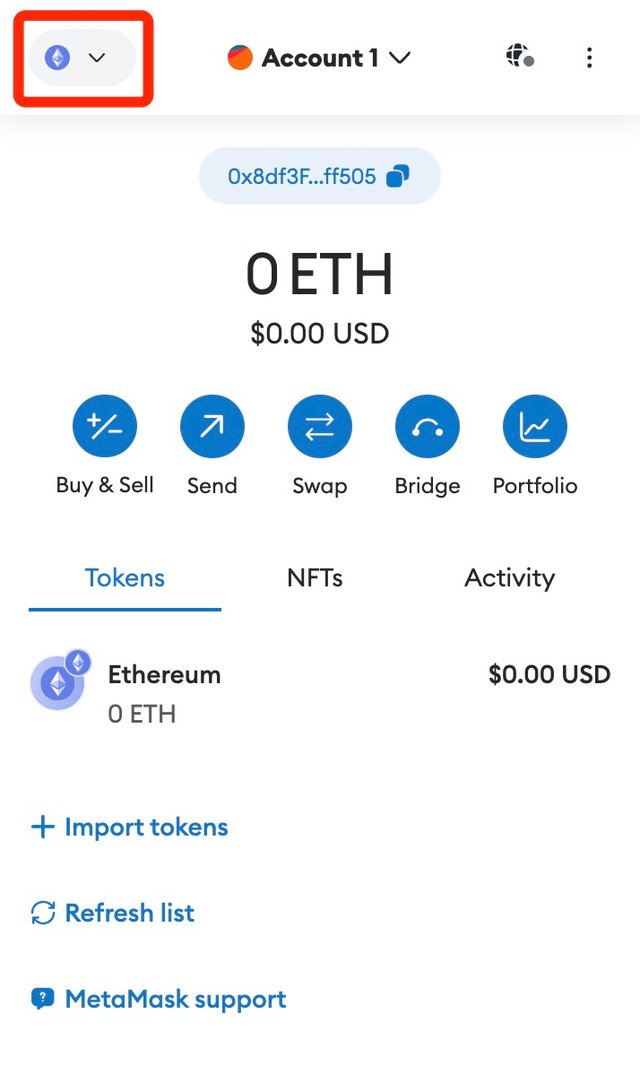 Account 1
0x8df3F...ff505
0 ETH
$0.00 USD
Buy & Sell
Send
Swap
Bridge
Portfolio
Tokens
NFTs
Activity
Ethereum
$0.00 USD
0 ETH
Import tokens
Refresh list
MetaMask support